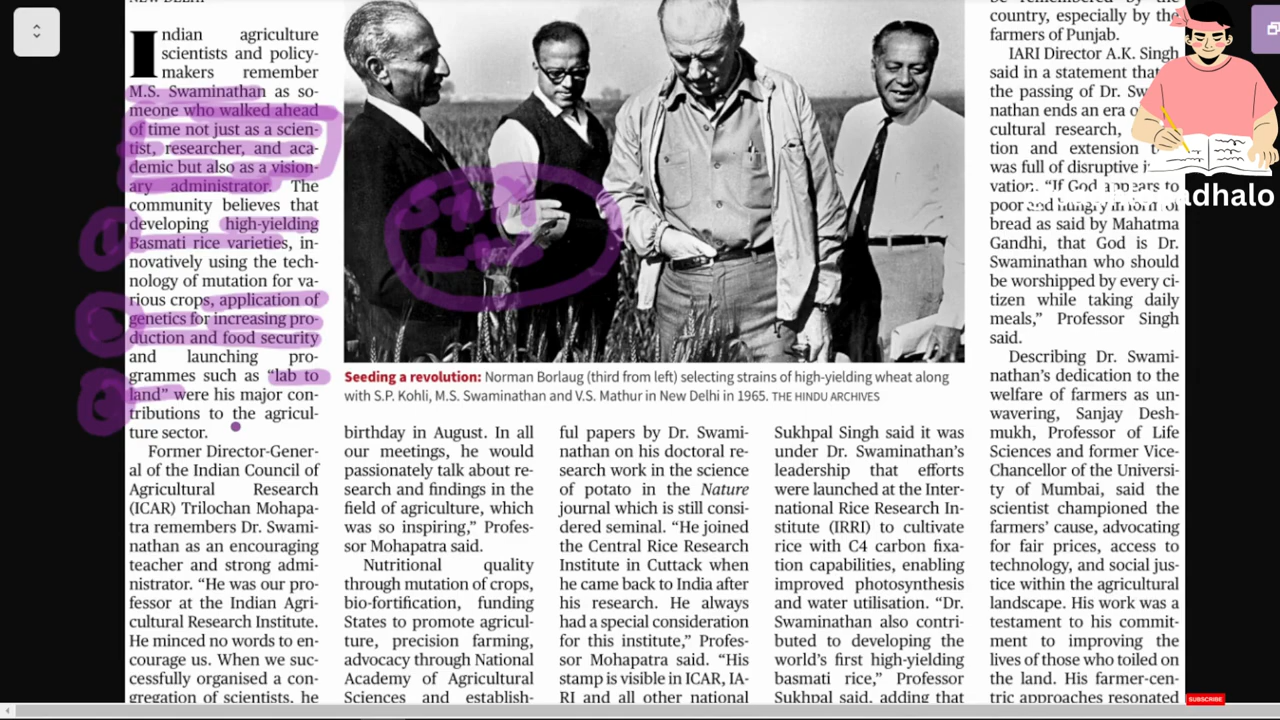 Indian agriculture
scientists and policy-
makers remember
M.S. Swaminathan as so-
meone who walked ahead
of time not just as a scien-
tist, researcher, and aca-
demic but also as a vision-
ary administrator. The
community believes that
developing high-yielding
Basmati rice varieties, in-
novatively using the tech-
nology of mutation for va-
rious crops, application of
genetics for increasing pro-
duction and food security
and launching pro-
grammes such as “lab to
land” were his major con-
tributions to the agricul-
ture sector.
Former Director-Gener-
al of the Indian Council of
Agricultural Research
(ICAR) Trilochan Mohapa-
tra remembers Dr. Swami-
nathan as an encouraging
teacher and strong admi-
nistrator. “He was our pro-
fessor at the Indian Agri-
cultural Research Institute.
He minced no words to en-
courage us. When we suc-
cessfully organised a con-
gregation of scientists, he
Seeding a revolution: Norman Borlaug (third from left) selecting strains of high-yielding wheat along
with S.P. Kohli, M.S. Swaminathan and V.S. Mathur in New Delhi in 1965. THE HINDU ARCHIVES
birthday in August. In all
our meetings, he would
passionately talk about re-
search and findings in the
field of agriculture, which
was so inspiring,” Profes-
sor Mohapatra said.
Nutritional quality
through mutation of crops,
bio-fortification, funding
States to promote agricul-
ture, precision farming,
advocacy through National
Academy of Agricultural
Sciences and establish-
ful papers by Dr. Swami-
nathan on his doctoral re-
search work in the science
of potato in the Nature
journal which is still consi-
dered seminal. “He joined
the Central Rice Research
Institute in Cuttack when
he came back to India after
his research. He always
had a special consideration
for this institute,” Profes-
sor Mohapatra said. “His
stamp is visible in ICAR, IA-
RI and all other national
Sukhpal Singh said it was
under Dr. Swaminathan’s
leadership that efforts
were launched at the Inter-
national Rice Research In-
stitute (IRRI) to cultivate
rice with C4 carbon fixa-
tion capabilities, enabling
improved photosynthesis
and water utilisation. “Dr.
Swaminathan also contri-
buted to developing the
world’s first high-yielding
basmati rice,” Professor
Sukhpal said, adding that
be remembered by the
country, especially by the
farmers of Punjab.
IARI Director A.K. Singh
said in a statement that
the passing of Dr.
nathan ends an era
cultural research,
tion and extension
was full of disruptive
vation. “If God appears to
poor and hungry in form of
bread as said by Mahatma
Gandhi, that God is Dr.
Swaminathan who should
be worshipped by every ci-
tizen while taking daily
meals,” Professor Singh
said.
Describing Dr. Swami-
nathan’s dedication to the
welfare of farmers as un-
wavering, Sanjay Desh-
mukh, Professor of Life
Sciences and former Vice-
Chancellor of the Universi-
ty of Mumbai, said the
scientist championed the
farmers’ cause, advocating
for fair prices, access to
technology, and social jus-
tice within the agricultural
landscape. His work was a
testament to his commit-
ment to improving the
lives of those who toiled on
the land. His farmer-cen-
tric approaches resonated
adhalo
SUBSCRIBE